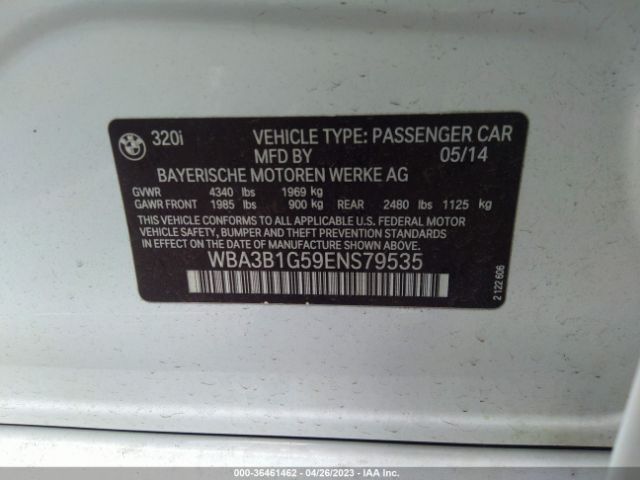 BMW
320i VEHICLE TYPE: PASSENGER CAR
MFD BY 05/14
BAYERISCHE MOTOREN WERKE AG
GVWR 4340 lbs 1969 kg
GAWR FRONT 1985 lbs 900 kg REAR 2480 lbs 1125 kg
THIS VEHICLE CONFORMS TO ALL APPLICABLE U.S. FEDERAL MOTOR
VEHICLE SAFETY, BUMPER AND THEFT PREVENTION STANDARDS
IN EFFECT ON THE DATE OF MANUFACTURE SHOWN ABOVE.
WBA3B1G59ENS79535
2 122 606
000-36461462 - 04/26/2023 - IAA Inc.